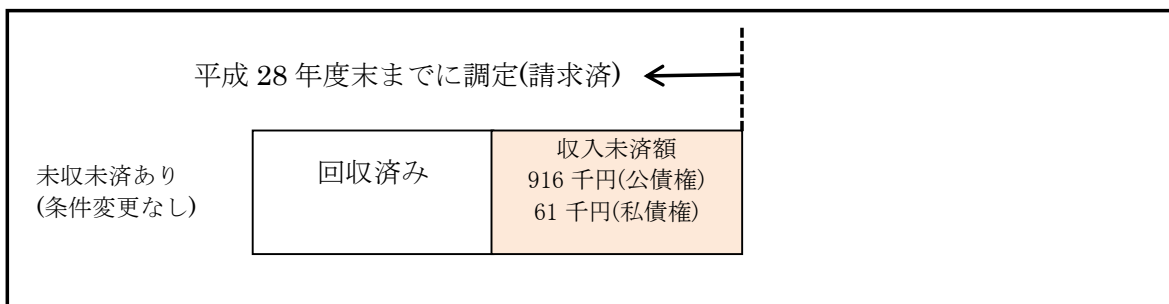 平成 28 年度末までに調定(請求済)
未収未済あり
(条件変更なし)
回収済み
収入未済額
916 千円(公債権)
61 千円(私債権)